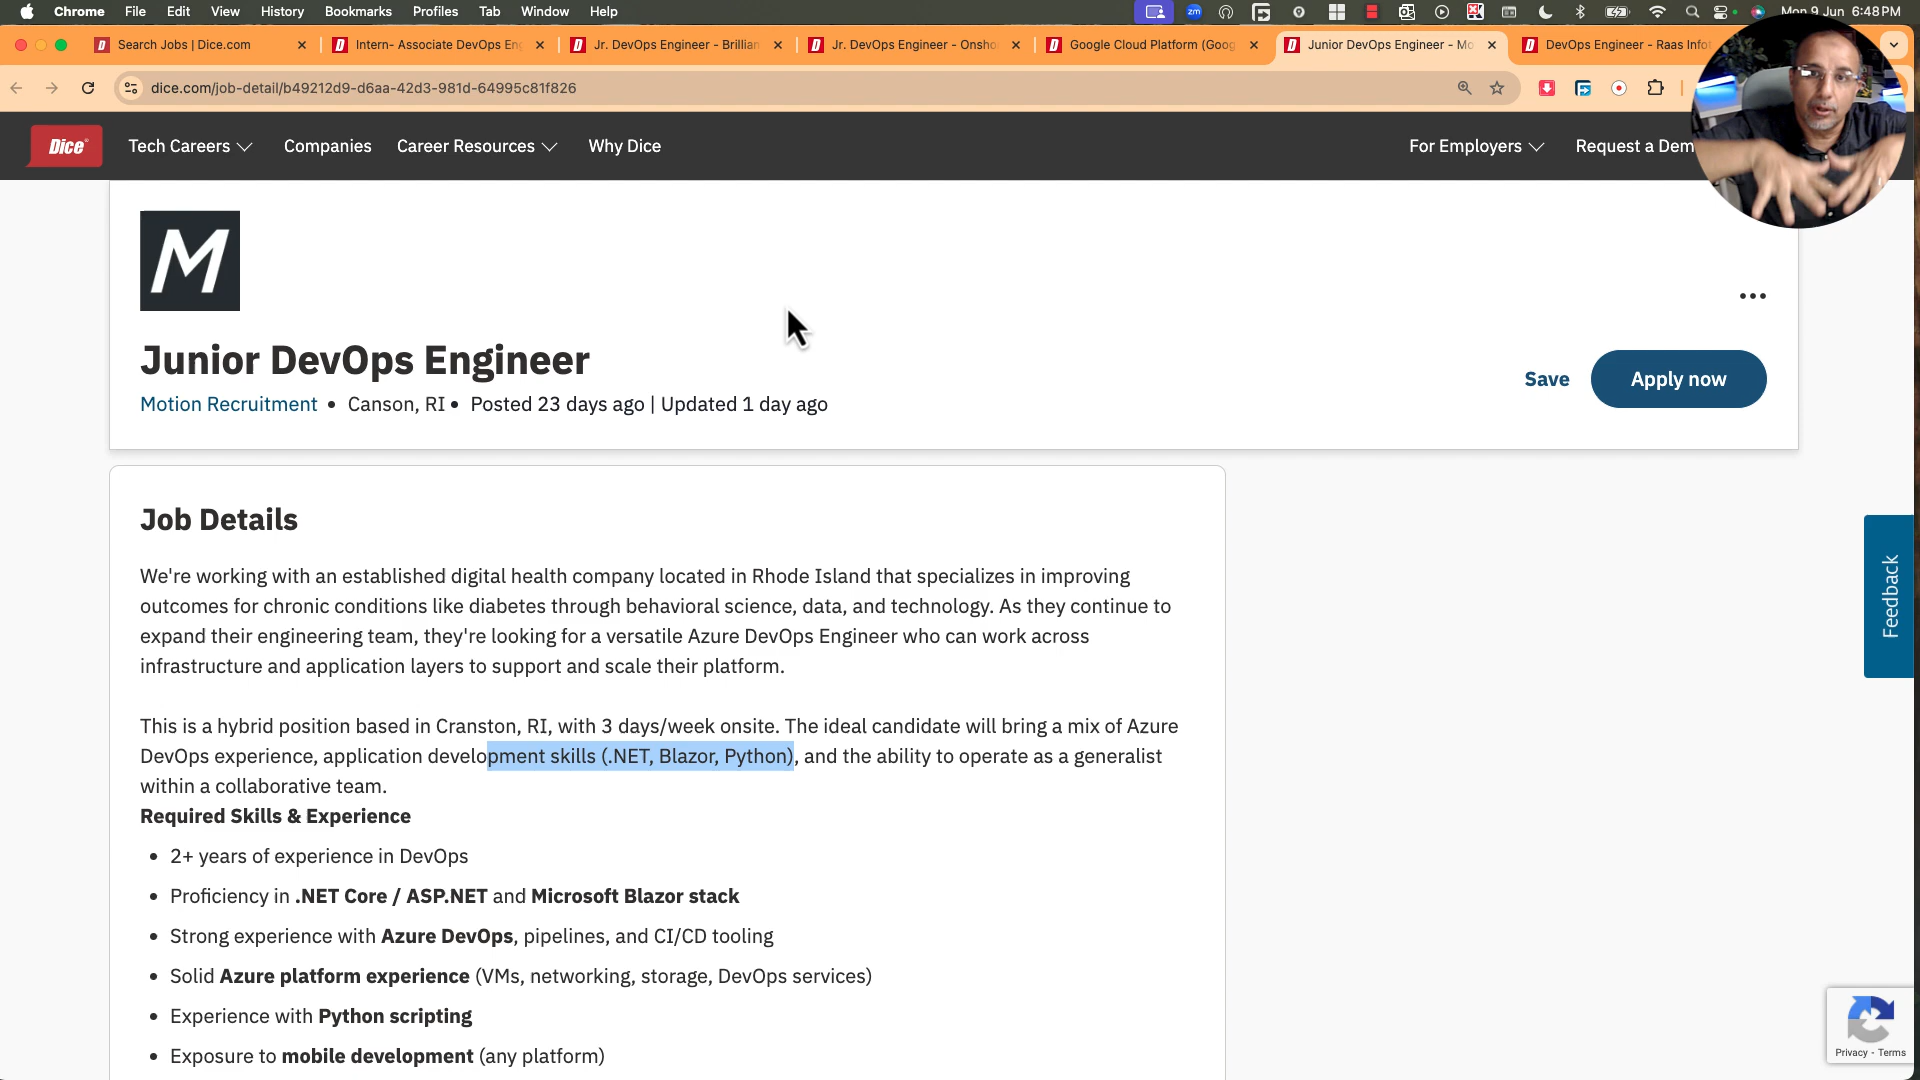 Chrome File Edit View History Bookmarks Profiles Tab Window Help
zm
Mon 9 Jun 6:48 PM
Search Jobs | Dice.com
Intern- Associate DevOps En
Jr. DevOps Engineer - Brillian
Jr. DevOps Engineer - Onsho
Google Cloud Platform (Goog
Junior DevOps Engineer - Mo
DevOps Engineer - Raas Info
dice.com/job-detail/b49212d9-d6aa-42d3-981d-64995c81f826
Dice
Tech Careers
Companies
Career Resources
Why Dice
For Employers
Request a Dem
M
Junior DevOps Engineer
Motion Recruitment • Canson, RI • Posted 23 days ago | Updated 1 day ago
Save
Apply now
Job Details
We're working with an established digital health company located in Rhode Island that specializes in improving
outcomes for chronic conditions like diabetes through behavioral science, data, and technology. As they continue to
expand their engineering team, they're looking for a versatile Azure DevOps Engineer who can work across
infrastructure and application layers to support and scale their platform.
This is a hybrid position based in Cranston, RI, with 3 days/week onsite. The ideal candidate will bring a mix of Azure
DevOps experience, application development skills (.NET, Blazor, Python), and the ability to operate as a generalist
within a collaborative team.
Required Skills & Experience
• 2+ years of experience in DevOps
• Proficiency in .NET Core / ASP.NET and Microsoft Blazor stack
• Strong experience with Azure DevOps, pipelines, and CI/CD tooling
• Solid Azure platform experience (VMs, networking, storage, DevOps services)
• Experience with Python scripting
• Exposure to mobile development (any platform)
Feedback
Privacy - Terms